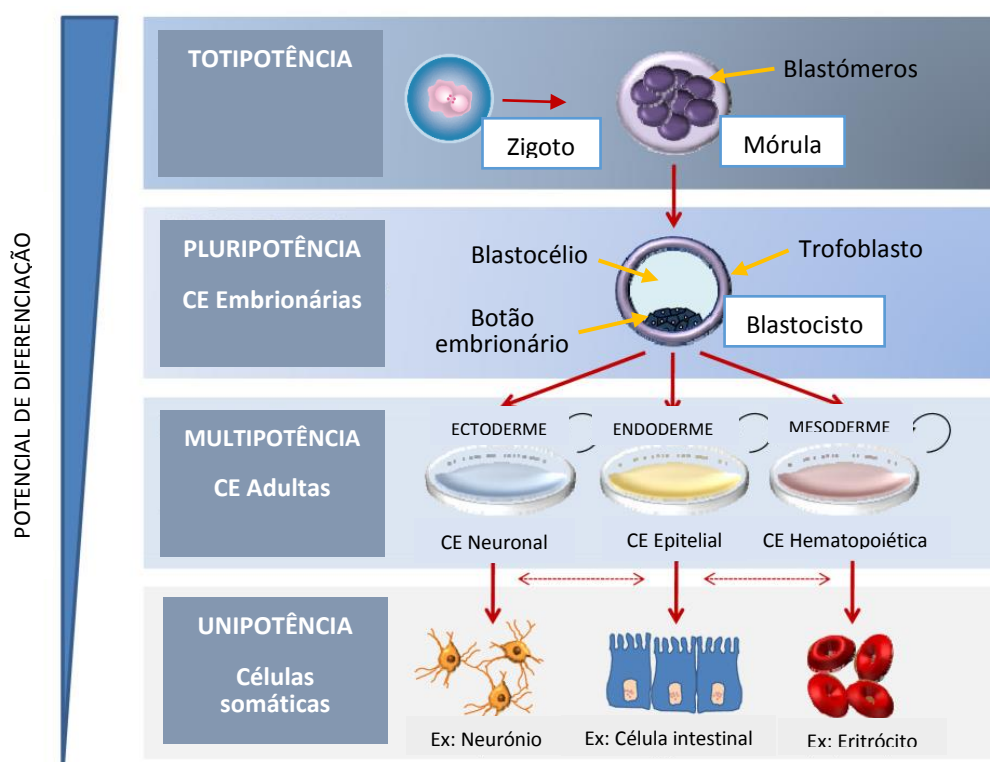 POTENCIAL DE DIFERENCIAÇÃO
TOTIPOTÊNCIA
Blastómeros
Zigoto
Mórula
PLURIPOTÊNCIA
CE Embrionárias
Blastocélio
Trofoblasto
Botão
embrionário
Blastocisto
MULTIPOTÊNCIA
CE Adultas
ECTODERME
ENDODERME
MESODERME
CE Neuronal
CE Epitelial
CE Hematopoiética
UNIPOTÊNCIA
Células
somáticas
Ex: Neurónio
Ex: Célula intestinal
Ex: Eritrócito